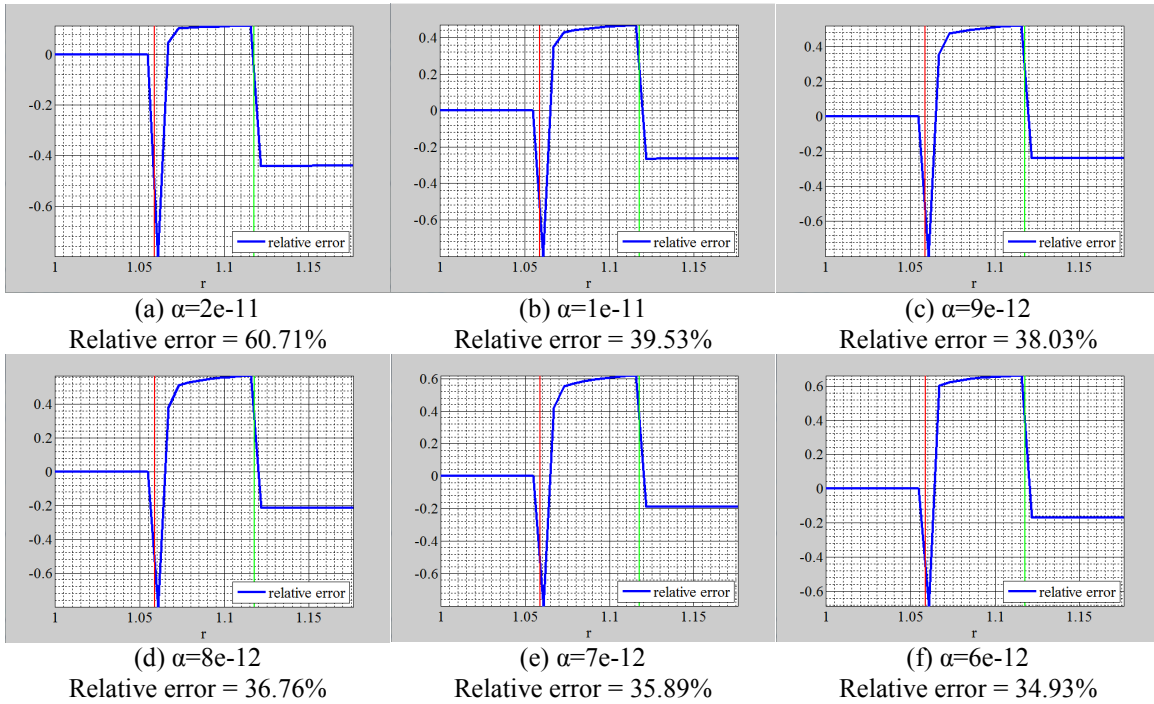 0
-0.2
-0.4
-0.6
relative error
1 1.05 1.1 1.15
r
(a) α=2e-11
Relative error = 60.71%
0.4
0.2
0
-0.2
-0.4
-0.6
relative error
1 1.05 1.1 1.15
r
(b) α=1e-11
Relative error = 39.53%
0.4
0.2
0
-0.2
-0.4
-0.6
relative error
1 1.05 1.1 1.15
r
(c) α=9e-12
Relative error = 38.03%
0.4
0.2
0
-0.2
-0.4
-0.6
relative error
1 1.05 1.1 1.15
r
(d) α=8e-12
Relative error = 36.76%
0.6
0.4
0.2
0
-0.2
-0.4
-0.6
relative error
1 1.05 1.1 1.15
r
(e) α=7e-12
Relative error = 35.89%
0.6
0.4
0.2
0
-0.2
-0.4
-0.6
relative error
1 1.05 1.1 1.15
r
(f) α=6e-12
Relative error = 34.93%